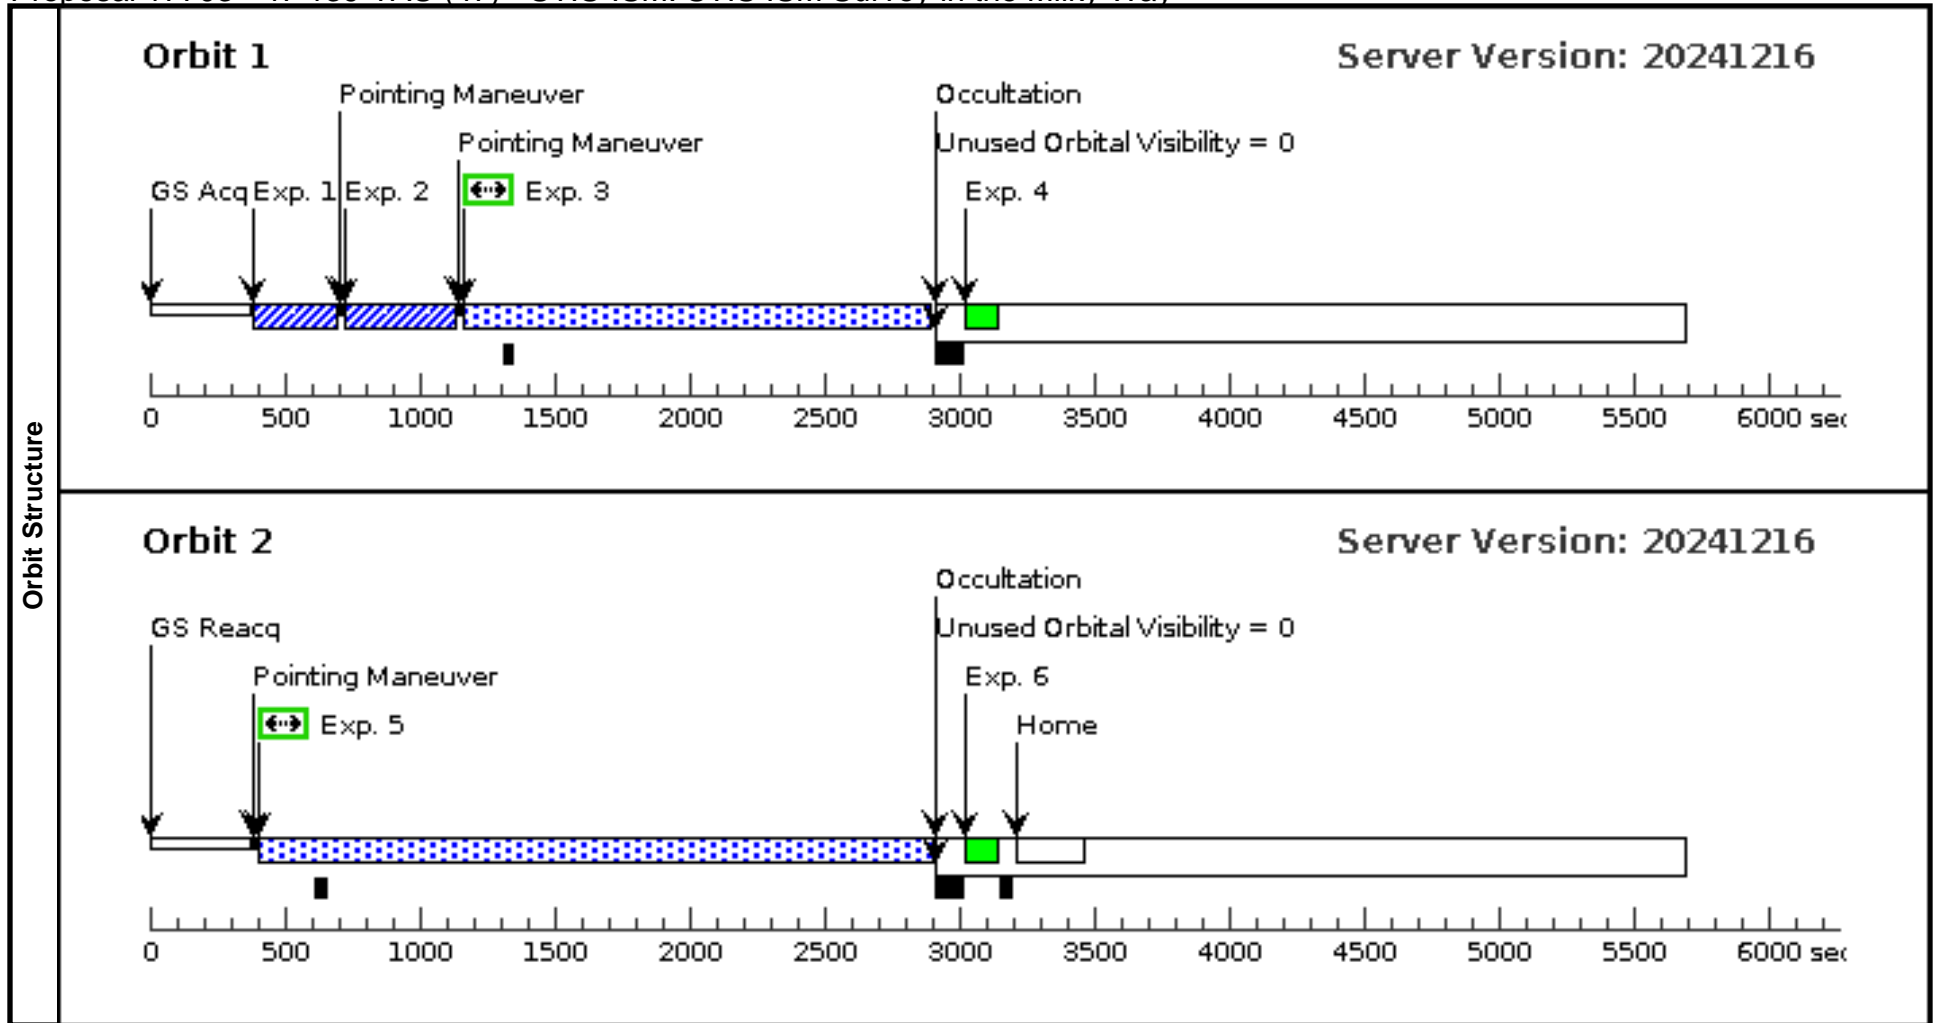 Orbit Structure
Orbit 1
Server Version: 20241216
Pointing Maneuver
Occultation
Pointing Maneuver
Unused Orbital Visibility = 0
GS Acq
Exp. 1
Exp. 2
Exp. 3
Exp. 4
0 500 1000 1500 2000 2500 3000 3500 4000 4500 5000 5500 6000 sec
Orbit 2
Server Version: 20241216
Occultation
GS Reacq
Unused Orbital Visibility = 0
Pointing Maneuver
Exp. 6
Exp. 5
Home
0 500 1000 1500 2000 2500 3000 3500 4000 4500 5000 5500 6000 sec